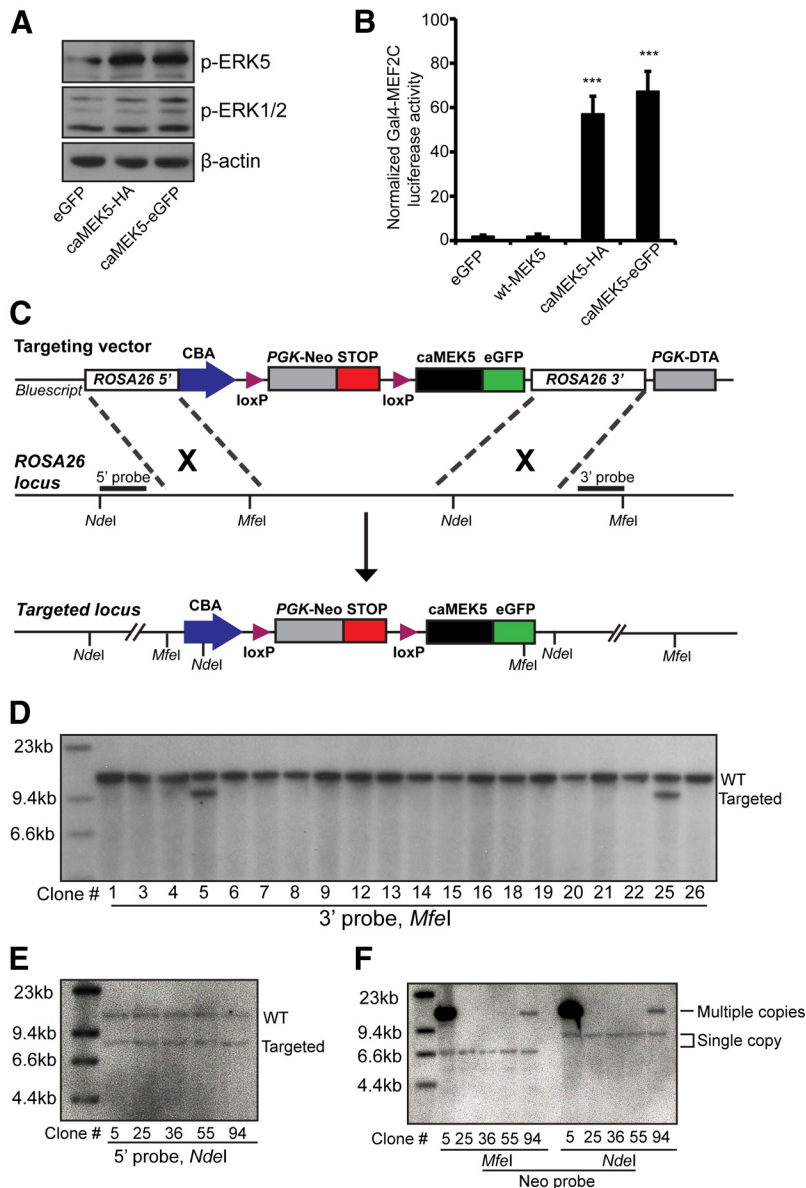 A
p-ERK5
p-ERK1/2
β-actin
eGFP
caMEK5-HA
caMEK5-eGFP
B
Normalized Gal4-MEF2C
luciferease activity
100
80
60
40
20
0
***
***
eGFP
wt-MEK5
caMEK5-HA
caMEK5-eGFP
C
Targeting vector
CBA
PGK-Neo STOP
caMEK5 eGFP
PGK-DTA
Bluescript
ROSA26 5'
loxP
loxP
ROSA26 3'
ROSA26
locus
5' probe
X
X
3' probe
NdeI
MfeI
NdeI
MfeI
Targeted locus
CBA
PGK-Neo STOP
caMEK5 eGFP
NdeI
MfeI
NdeI
loxP
loxP
MfeI
NdeI
MfeI
D
23kb
9.4kb
6.6kb
WT
Targeted
Clone # 1 3 4 5 6 7 8 9 12 13 14 15 16 18 19 20 21 22 25 26
3' probe, MfeI
E
23kb
9.4kb
6.6kb
4.4kb
WT
Targeted
Clone # 5 25 36 55 94
5' probe, NdeI
F
23kb
9.4kb
6.6kb
4.4kb
Multiple copies
Single copy
Clone # 5 25 36 55 94 5 25 36 55 94
MfeI NdeI
Neo probe